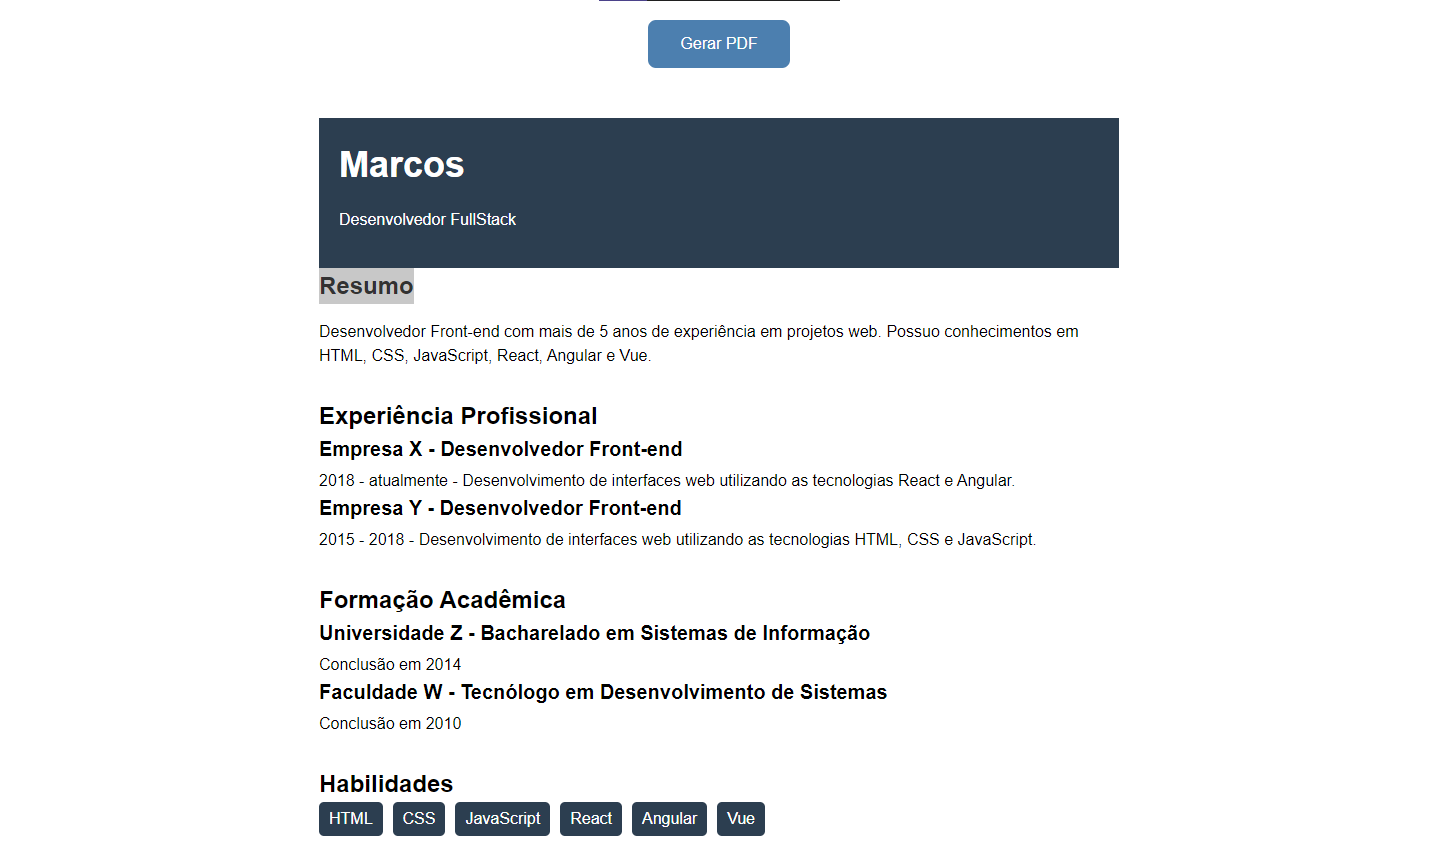 Gerar PDF
Marcos
Desenvolvedor FullStack
Resumo
Desenvolvedor Front-end com mais de 5 anos de experiência em projetos web. Possuo conhecimentos em
HTML, CSS, JavaScript, React, Angular e Vue.
Experiência Profissional
Empresa X - Desenvolvedor Front-end
2018 - atualmente - Desenvolvimento de interfaces web utilizando as tecnologias React e Angular.
Empresa Y - Desenvolvedor Front-end
2015 - 2018 - Desenvolvimento de interfaces web utilizando as tecnologias HTML, CSS e JavaScript.
Formação Acadêmica
Universidade Z - Bacharelado em Sistemas de Informação
Conclusão em 2014
Faculdade W - Tecnólogo em Desenvolvimento de Sistemas
Conclusão em 2010
Habilidades
HTML CSS JavaScript React Angular Vue